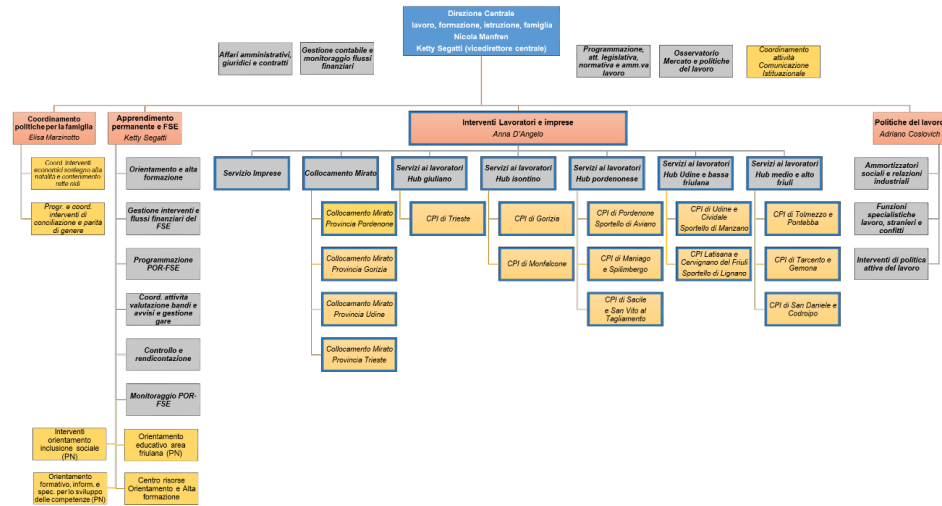 Direzione Centrale
lavoro, formazione, istruzione, famiglia
Nicola Manfren
Ketty Segatti (vicedirettore centrale)
Affari amministrativi,
giuridici e contratti
Gestione contabile e
monitoraggio flussi
finanziari
Programmazione,
att. legislativa,
normativa e amm.va
lavoro
Osservatorio
Mercato e politiche
del lavoro
Coordinamento
attività
Comunicazione
Istituzionale
Coordinamento
politiche per la famiglia
Elisa Marzinotto
Apprendimento
permanente e FSE
Ketty Segatti
Interventi Lavoratori e imprese
Anna D'Angelo
Politiche del lavoro
Adriano Coslovich
Coord. interventi
economici sostegno alla
natalità e conferimento
rette nidi
Progr. e coord.
interventi di
conciliazione e parità
di genere
Orientamento e alta
formazione
Gestione interventi e
flussi finanziari del
FSE
Programmazione
POR-FSE
Coord. attività
valutazione bandi e
avvisi e gestione
gare
Controllo e
rendicontazione
Monitoraggio POR-
FSE
Interventi
orientamento
inclusione sociale
(PN)
Orientamento
educativo area
friulana (PN)
Orientamento
formativo, inform. e
spec. per lo sviluppo
delle competenze (PN)
Centro risorse
Orientamento e Alta
formazione
Servizio Imprese
Collocamento Mirato
Servizi ai lavoratori
Hub giuliano
Servizi ai lavoratori
Hub isontino
Servizi ai lavoratori
Hub pordenonese
Servizi ai lavoratori
Hub Udine e bassa
friulana
Servizi ai lavoratori
Hub medio e alto
friuli
Collocamento Mirato
Provincia Pordenone
Collocamento Mirato
Provincia Gorizia
Collocamanto Mirato
Provincia Udine
Collocamento Mirato
Provincia Trieste
CPI di Trieste
CPI di Gorizia
CPI di Monfalcone
CPI di Pordenone
Sportello di Aviano
CPI di Maniago e
Spilimbergo
CPI di Sacile
e San Vito al
Tagliamento
CPI di Udine e
Cividale
Sportello di Manzano
CPI Latisana e
Cervignano del Friuli
Sportello di Lignano
CPI di Tolmezzo e
Pontebba
CPI di Tarcento e
Gemona
CPI di San Daniele e
Codroipo
Ammortizzatori
sociali e relazioni
industriali
Funzioni
specialistiche
lavoro, stranieri e
confitti
Interventi di politica
attiva del lavoro